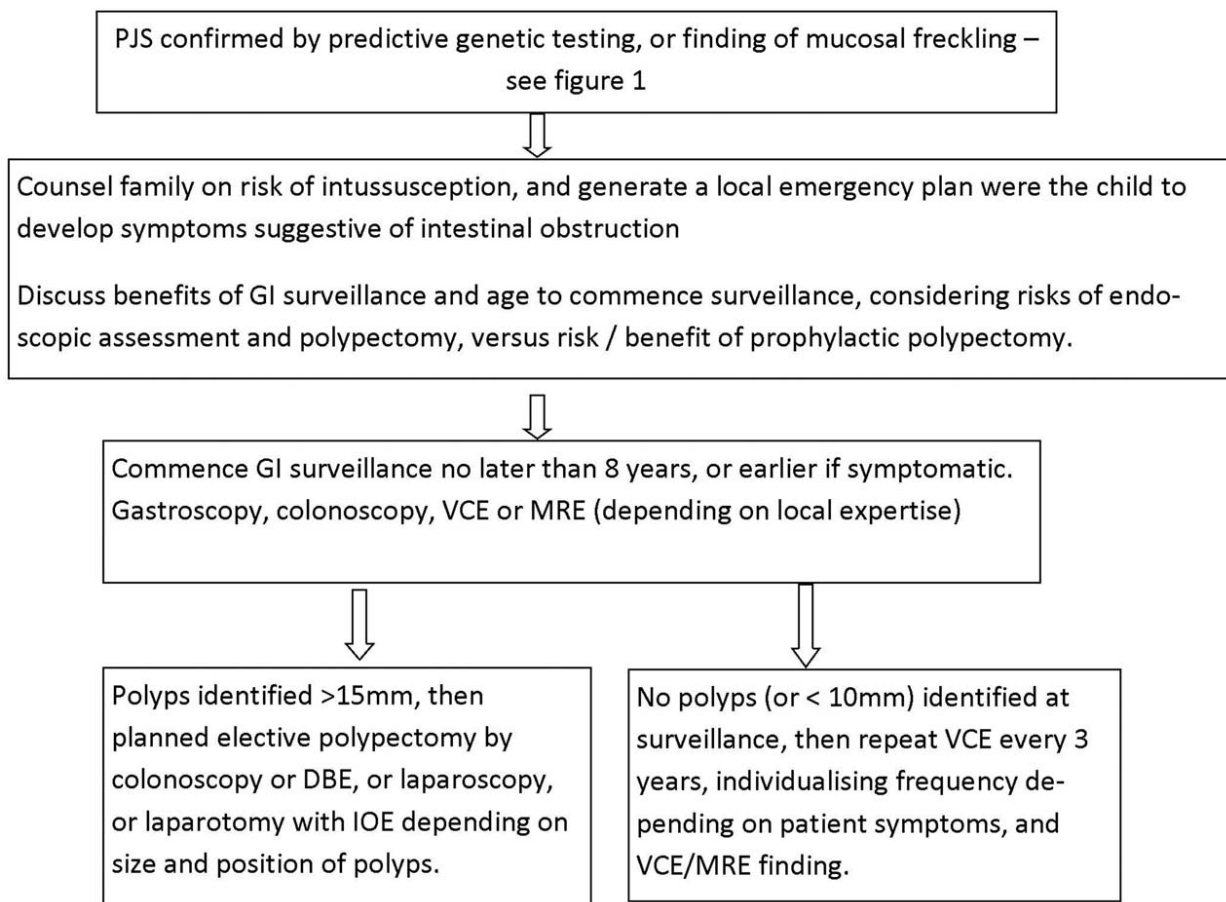 PJS confirmed by predictive genetic testing, or finding of mucosal freckling –
see figure 1
Counsel family on risk of intussusception, and generate a local emergency plan were the child to
develop symptoms suggestive of intestinal obstruction
Discuss benefits of GI surveillance and age to commence surveillance, considering risks of endo-
scopic assessment and polypectomy, versus risk / benefit of prophylactic polypectomy.
Commence GI surveillance no later than 8 years, or earlier if symptomatic.
Gastroscopy, colonoscopy, VCE or MRE (depending on local expertise)
Polyps identified >15mm, then
planned elective polypectomy by
colonoscopy or DBE, or laparoscopy,
or laparotomy with IOE depending on
size and position of polyps.
No polyps (or < 10mm) identified at
surveillance, then repeat VCE every 3
years, individualising frequency de-
pending on patient symptoms, and
VCE/MRE finding.